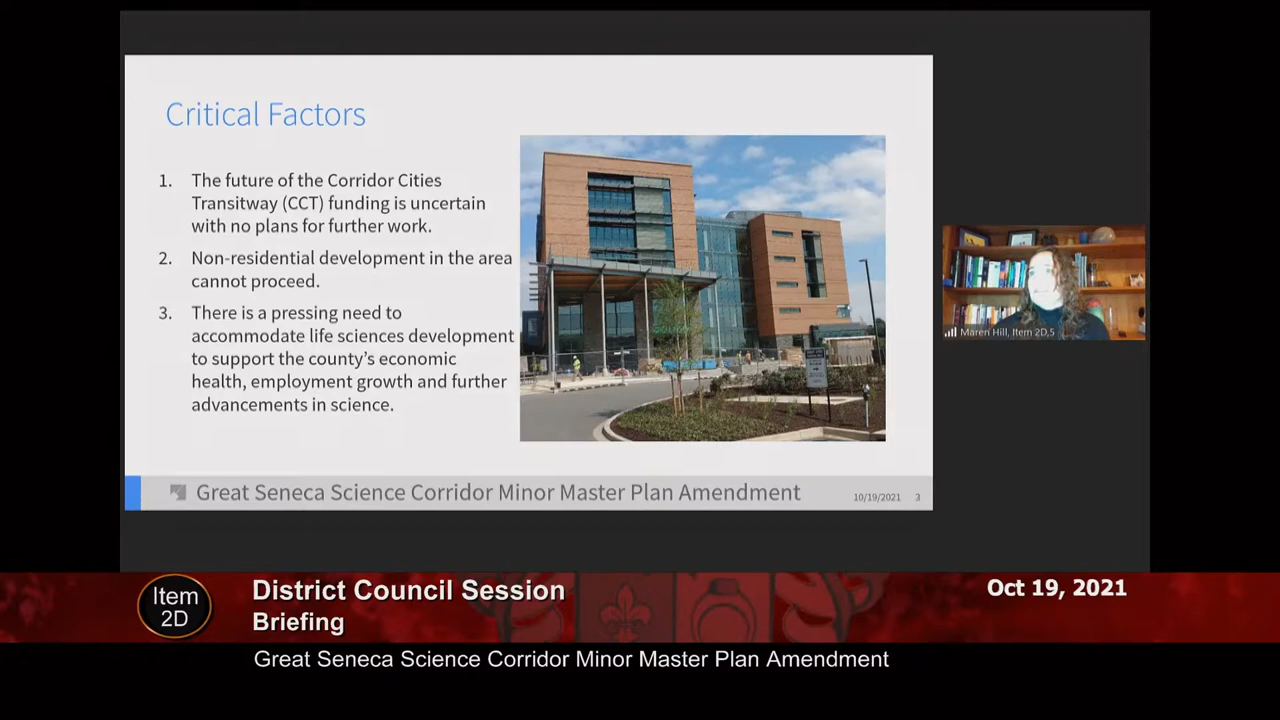 Critical Factors
1. The future of the Corridor Cities
Transitway (CCT) funding is uncertain
with no plans for further work.
2. Non-residential development in the area
cannot proceed.
3. There is a pressing need to
accommodate life sciences development
to support the county's economic
health, employment growth and further
advancements in science.
Great Seneca Science Corridor Minor Master Plan Amendment
10/19/2021 3
Maren Hill, Item 2D,5
Item
2D
District Council Session
Briefing
Oct 19, 2021
Great Seneca Science Corridor Minor Master Plan Amendment